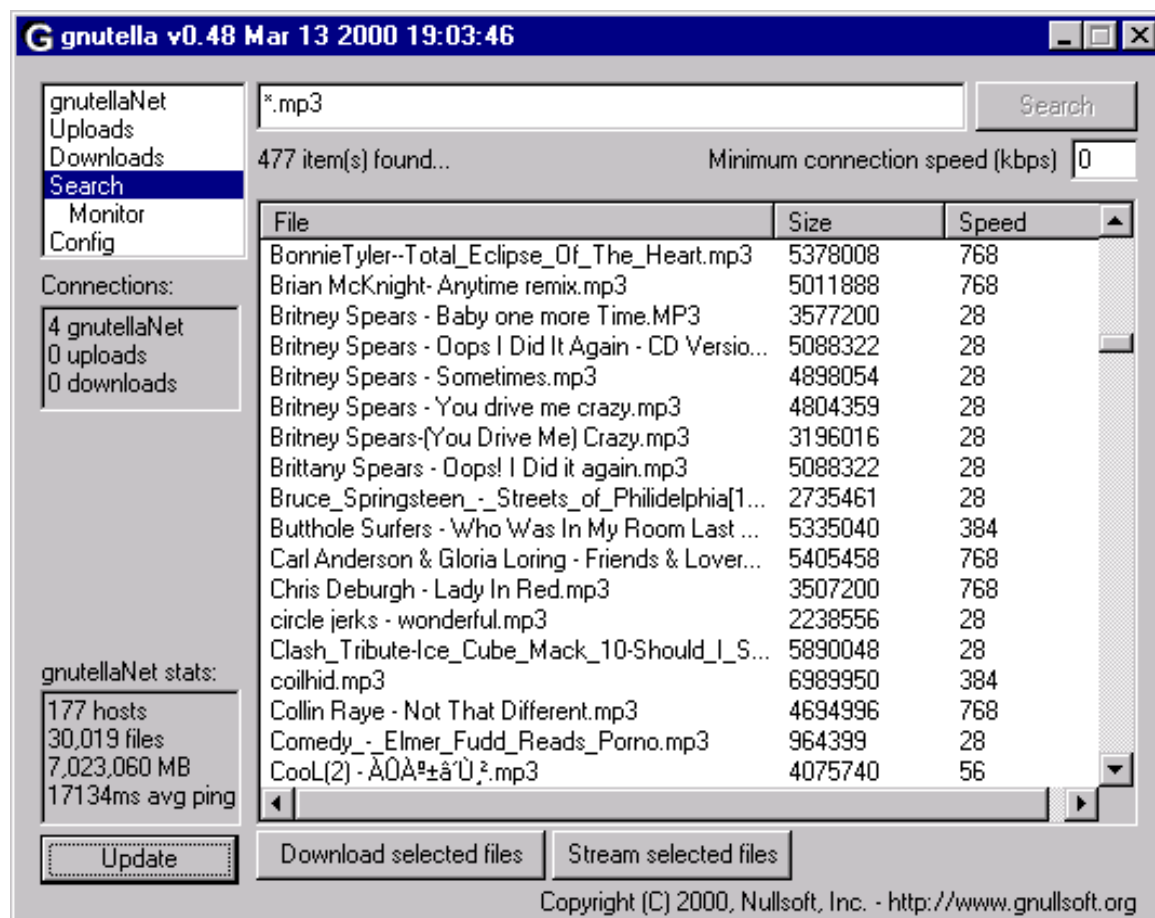 gnutella v0.48 Mar 13 2000 19:03:46
gnutellaNet
Uploads
Downloads
Search
Monitor
Config
*.mp3
Search
477 item(s) found...
Minimum connection speed (kbps) 0
File Size Speed
BonnieTyler--Total_Eclipse_Of_The_Heart.mp3 5378008 768
Brian McKnight- Anytime remix.mp3 5011888 768
Britney Spears - Baby one more Time.MP3 3577200 28
Britney Spears - Oops I Did It Again - CD Versio... 5088322 28
Britney Spears - Sometimes.mp3 4898054 28
Britney Spears - You drive me crazy.mp3 4804359 28
Britney Spears-(You Drive Me) Crazy.mp3 3196016 28
Brittany Spears - Oops! I Did it again.mp3 5088322 28
Bruce_Springsteen_-_Streets_of_Philidelphia[1... 2735461 28
Butthole Surfers - Who Was In My Room Last ... 5335040 384
Carl Anderson & Gloria Loring - Friends & Lover... 5405458 768
Chris Deburgh - Lady In Red.mp3 3507200 768
circle jerks - wonderful.mp3 2238556 28
Clash_Tribute-Ice_Cube_Mack_10-Should_I_S... 5890048 28
coilhid.mp3 6989950 384
Collin Raye - Not That Different.mp3 4694996 768
Comedy_-_Elmer_Fudd_Reads_Porno.mp3 964399 28
CooL(2) - ÀÛÀº±â´Ù¸².mp3 4075740 56
Connections:
4 gnutellaNet
0 uploads
0 downloads
gnutellaNet stats:
177 hosts
30,019 files
7,023,060 MB
17134ms avg ping
Update
Download selected files
Stream selected files
Copyright (C) 2000, Nullsoft, Inc. - http://www.gnullsoft.org